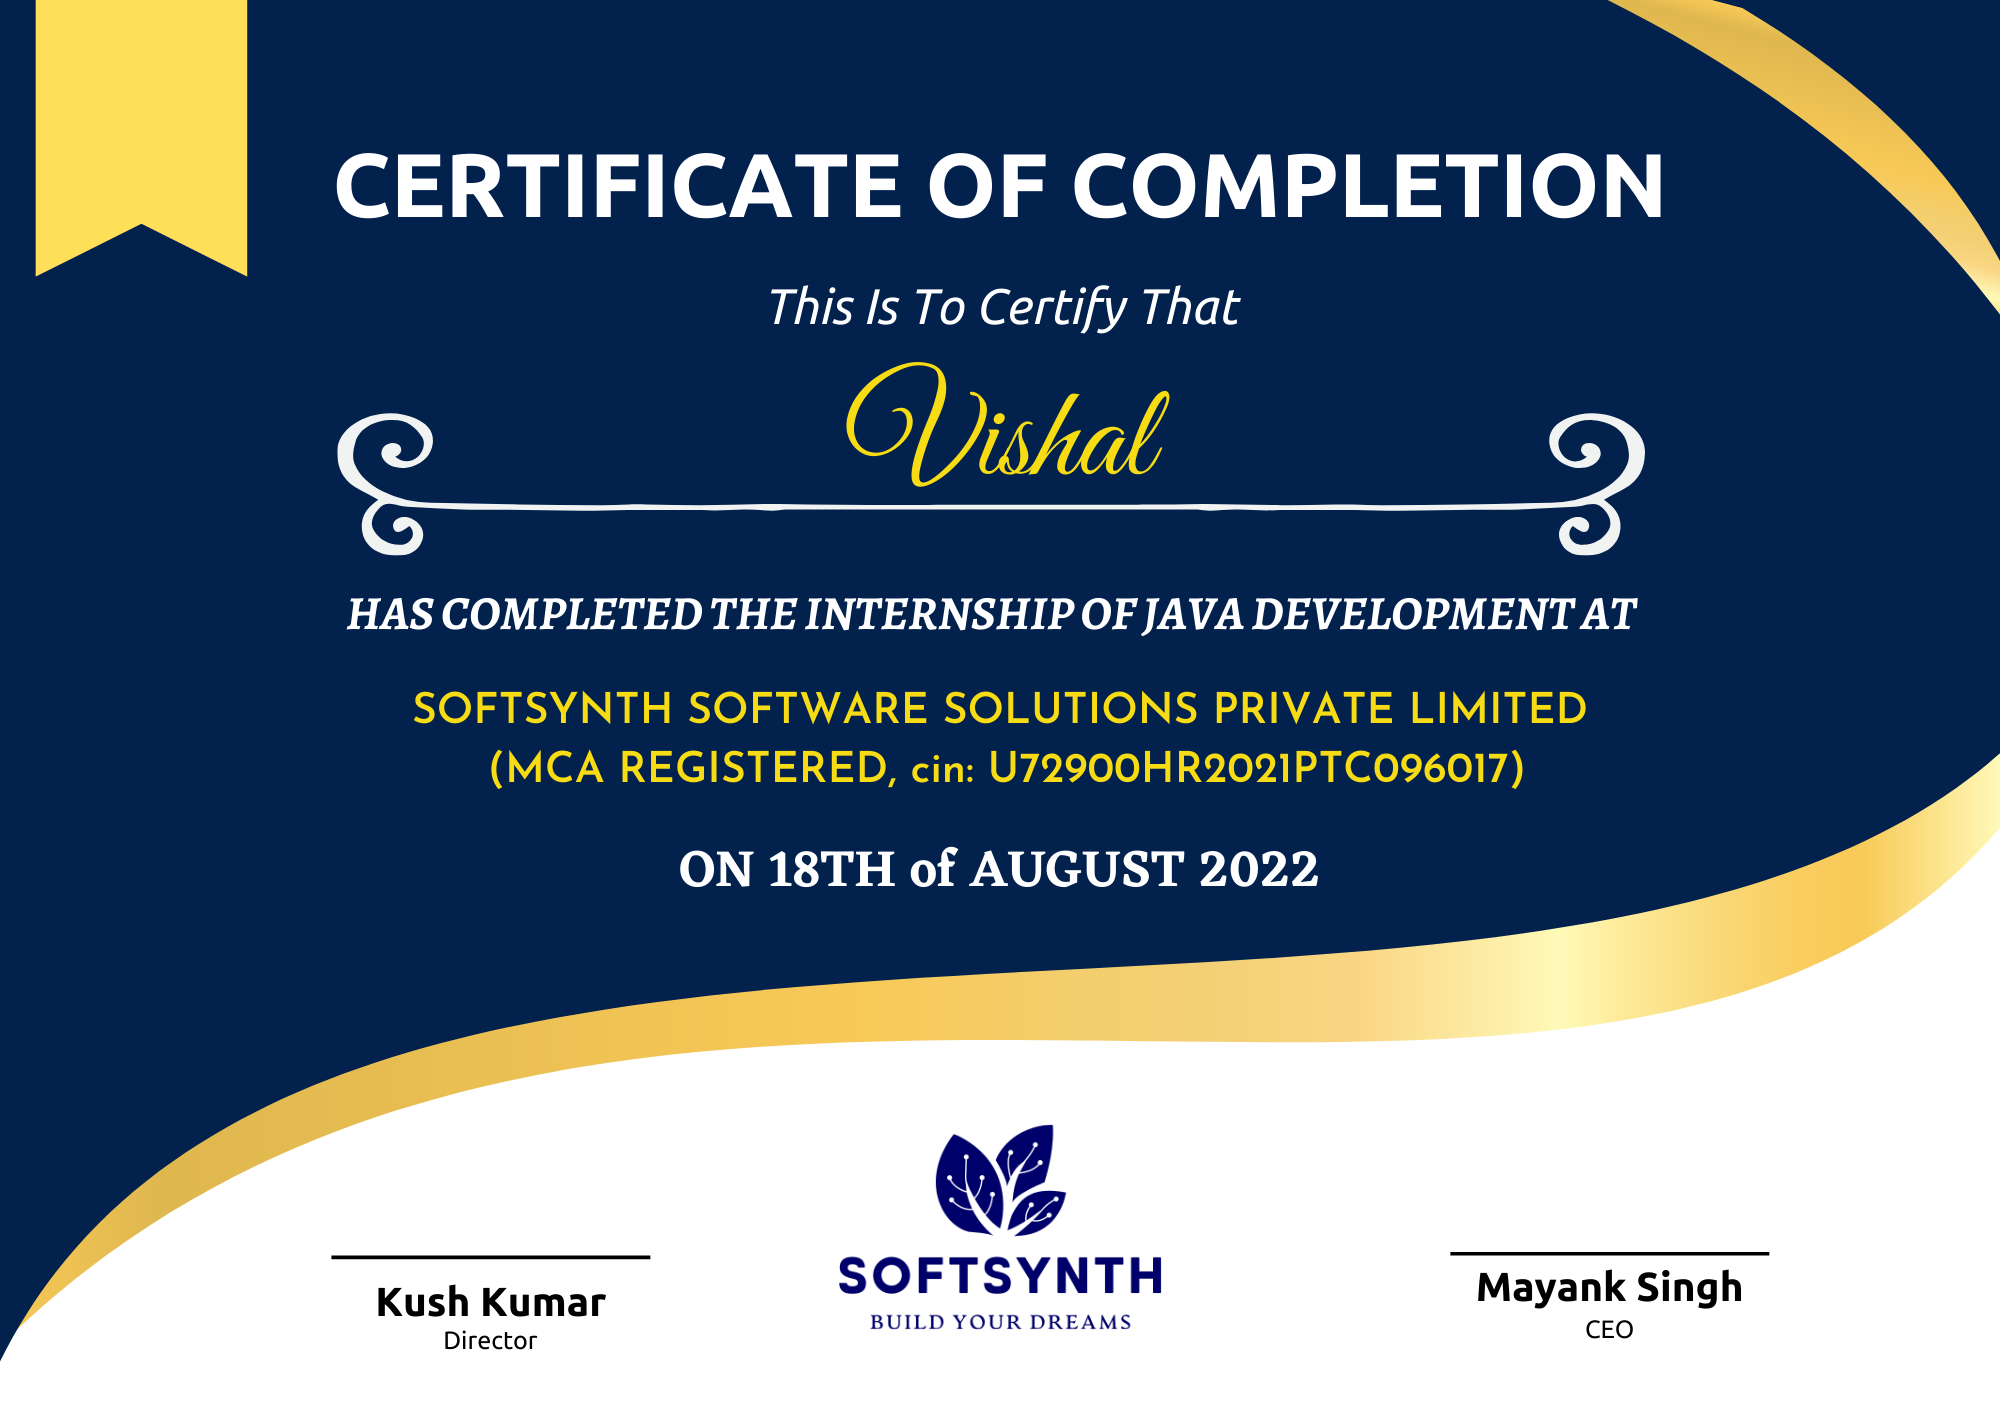 CERTIFICATE OF COMPLETION
This Is To Certify That
Vishal
HAS COMPLETED THE INTERNSHIP OF JAVA DEVELOPMENT AT
SOFTSYNTH SOFTWARE SOLUTIONS PRIVATE LIMITED
(MCA REGISTERED, cin: U72900HR2021PTC096017)
ON 18TH of AUGUST 2022
Kush Kumar
Director
SOFTSYNTH
BUILD YOUR DREAMS
Mayank Singh
CEO